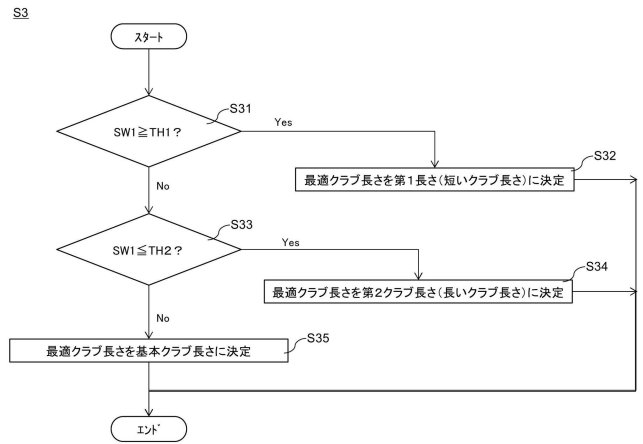 S3
スタート
S31
SW1≧TH1?
Yes
S32
最適クラブ長さを第1長さ(短いクラブ長さ)に決定
No
S33
SW1≦TH2?
Yes
S34
最適クラブ長さを第2クラブ長さ(長いクラブ長さ)に決定
No
S35
最適クラブ長さを基本クラブ長さに決定
エンド